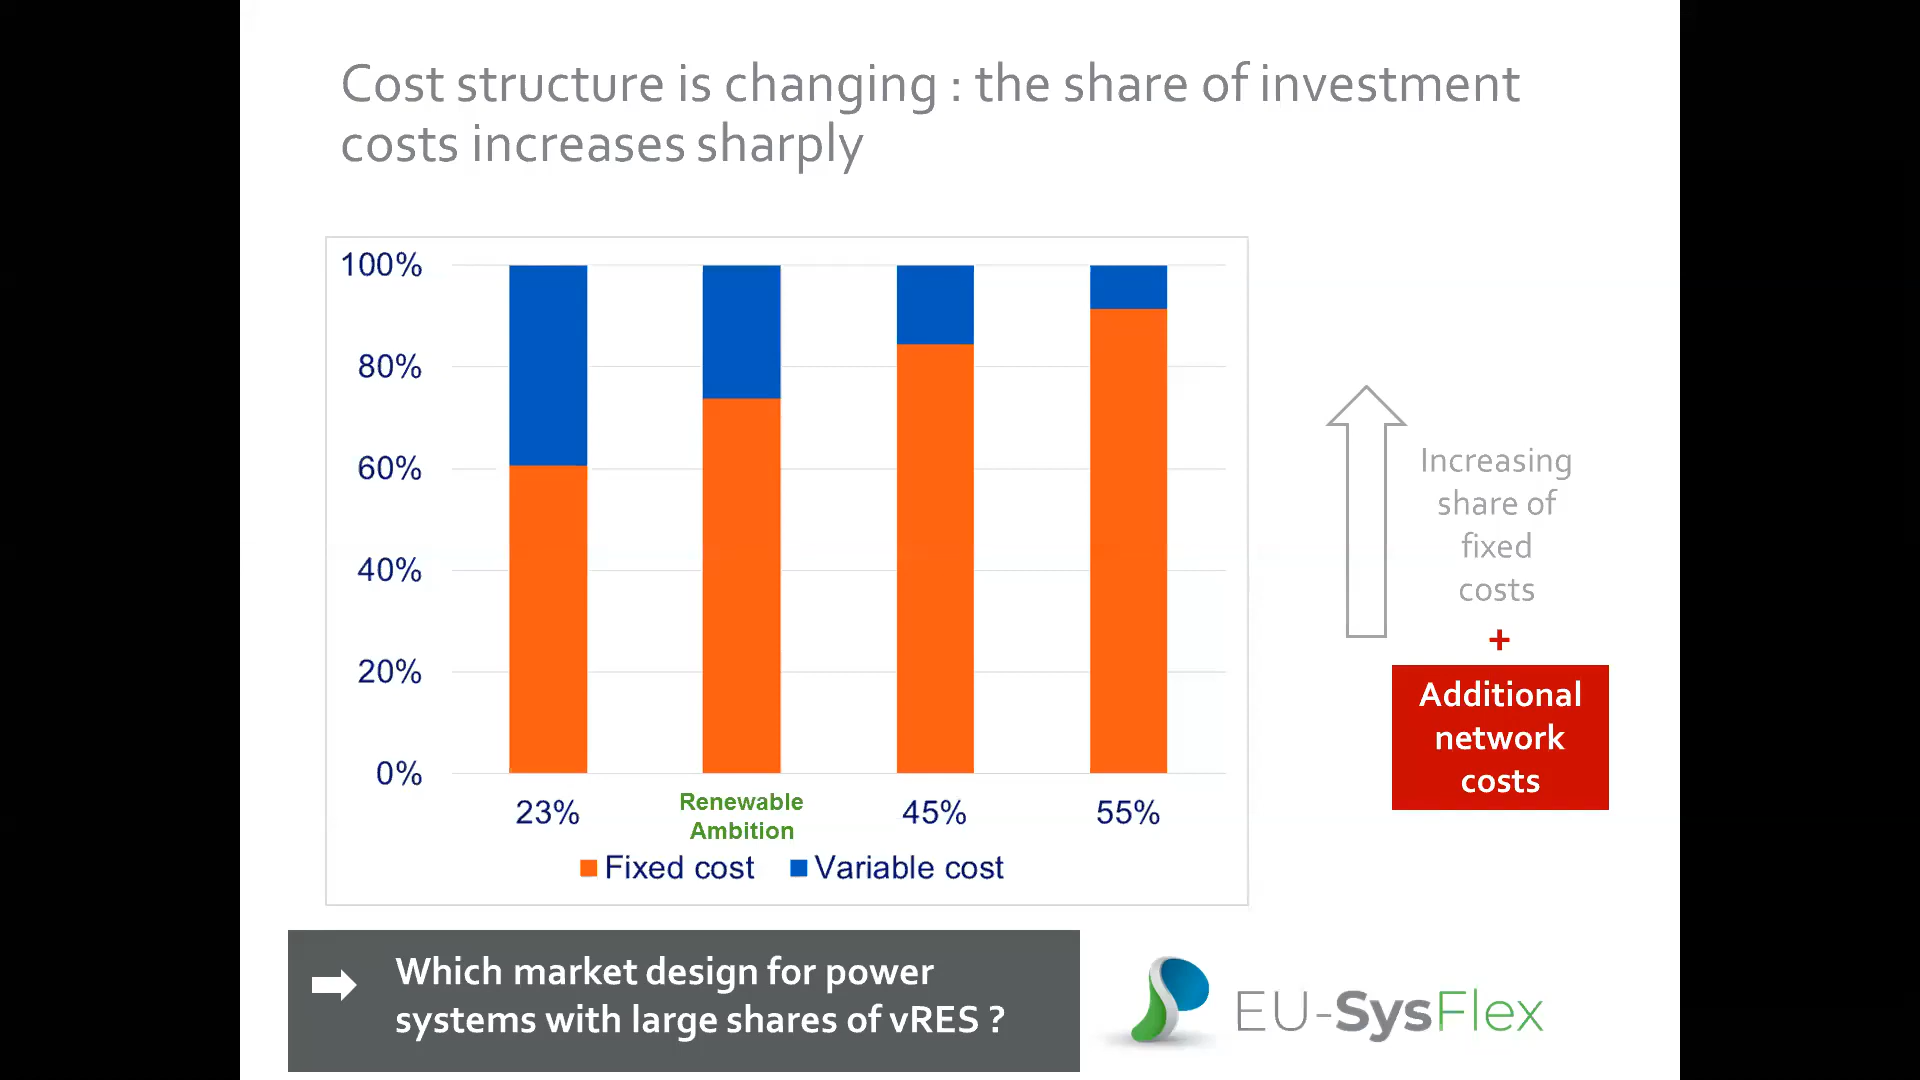 Cost structure is changing : the share of investment
costs increases sharply
100%
80%
60%
40%
20%
0%
23%
Renewable
Ambition
45%
55%
Fixed cost
Variable cost
Increasing
share of
fixed
costs
+
Additional
network
costs
Which market design for power
systems with large shares of vRES ?
EU-SysFlex